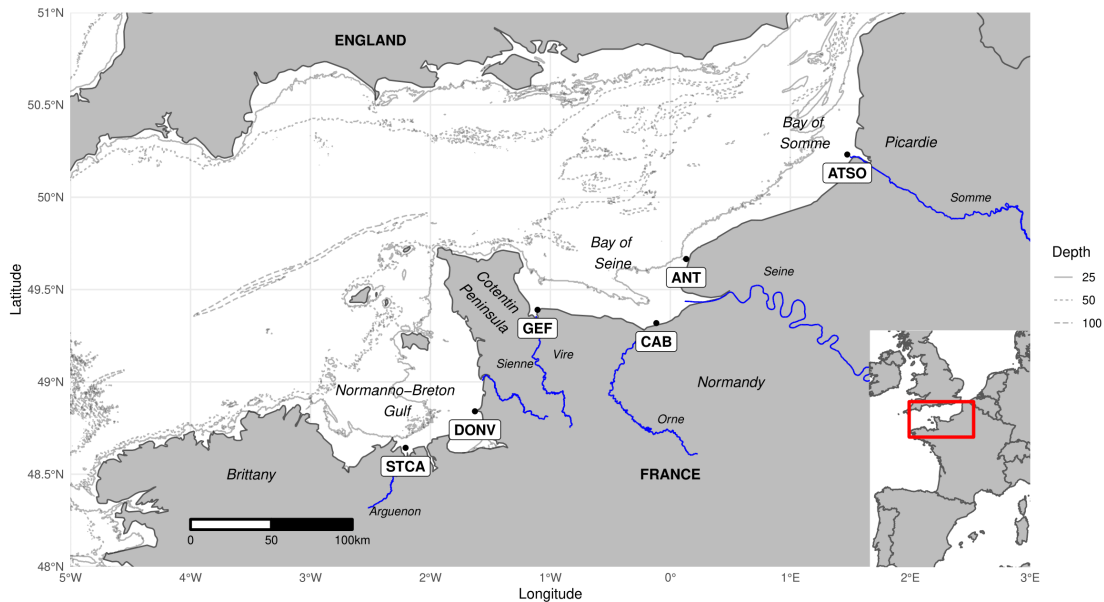 51°N
50.5°N
50°N
49.5°N
49°N
48.5°N
48°N
Latitude
ENGLAND
Bay of
Somme
Picardie
ATSO
Somme
Bay of
Seine
ANT
Seine
Cotentin
Peninsula
GEF
CAB
Sienne
Vire
Normanno−Breton
Gulf
Normandy
DONV
Orne
STCA
Brittany
FRANCE
Arguenon
0
50
100km
5°W
4°W
3°W
2°W
1°W
0°
1°E
2°E
3°E
Longitude
Depth
25
50
100